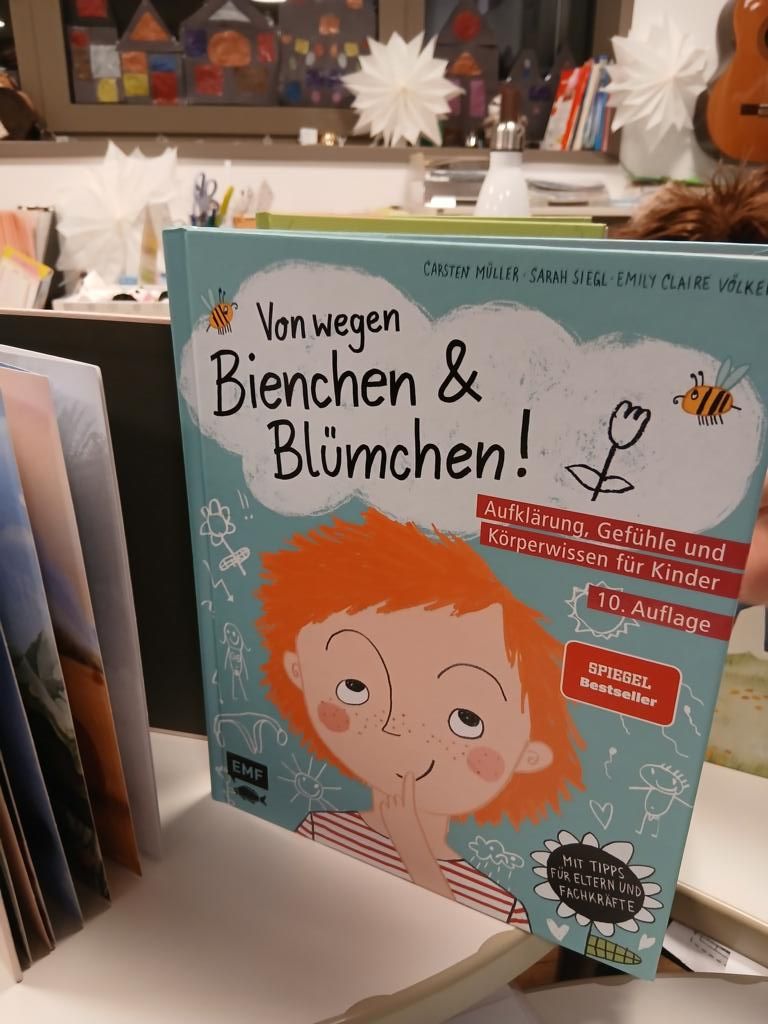 CARSTEN MÜLLER · SARAH SIEGL · EMILY CLAIRE VÖLKE
Von wegen
Bienchen &
Blümchen!
Aufklärung, Gefühle und
Körperwissen für Kinder
10. Auflage
SPIEGEL
Bestseller
EMF
MIT TIPPS
FÜR ELTERN UND
FACHKRÄFTE